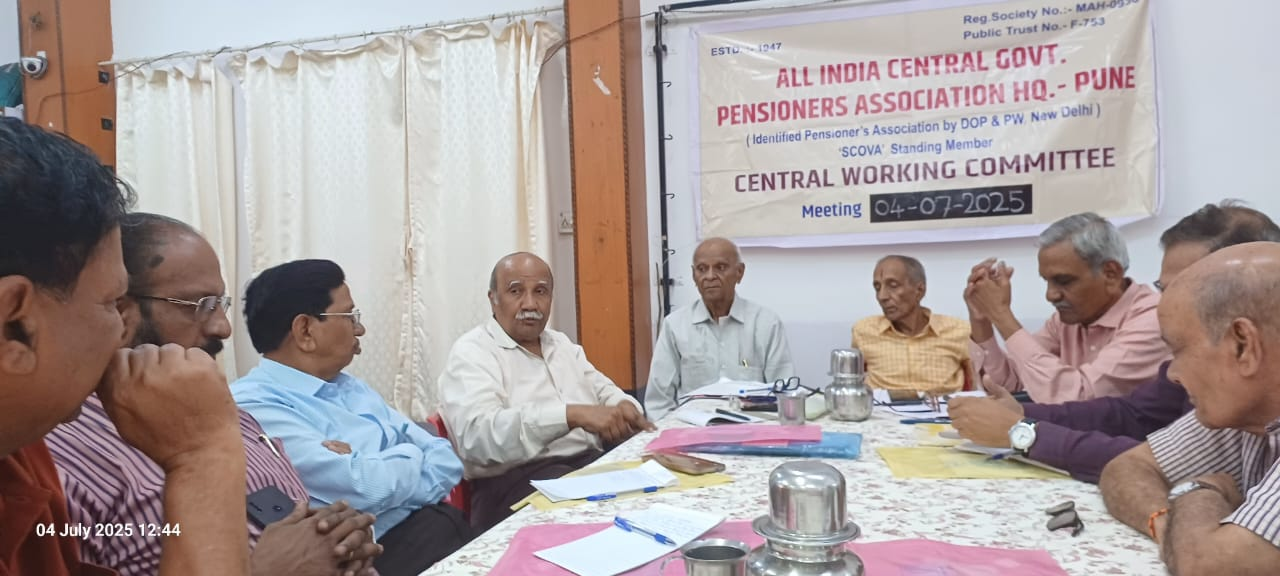 Reg.Society No.:- MAH-0936
Public Trust No.- F-753
ESTD. :- 1947
ALL INDIA CENTRAL GOVT.
PENSIONERS ASSOCIATION HQ.- PUNE
( Identified Pensioner's Association by DOP & PW, New Delhi )
'SCOVA' Standing Member
CENTRAL WORKING COMMITTEE
Meeting 04-07-2025
04 July 2025 12:44